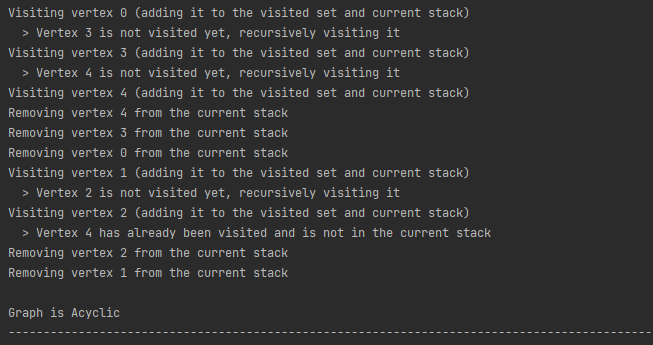 Visiting vertex 0 (adding it to the visited set and current stack)
  > Vertex 3 is not visited yet, recursively visiting it
Visiting vertex 3 (adding it to the visited set and current stack)
  > Vertex 4 is not visited yet, recursively visiting it
Visiting vertex 4 (adding it to the visited set and current stack)
Removing vertex 4 from the current stack
Removing vertex 3 from the current stack
Removing vertex 0 from the current stack
Visiting vertex 1 (adding it to the visited set and current stack)
  > Vertex 2 is not visited yet, recursively visiting it
Visiting vertex 2 (adding it to the visited set and current stack)
  > Vertex 4 has already been visited and is not in the current stack
Removing vertex 2 from the current stack
Removing vertex 1 from the current stack

Graph is Acyclic
--------------------------------------------------------------------------------------------